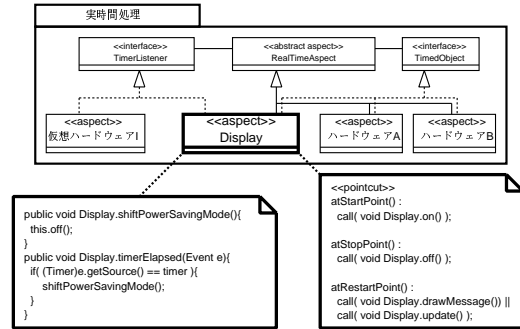 実時間処理
<<interface>>
TimerListener
<<abstract aspect>>
RealTimeAspect
<<interface>>
TimedObject
<<aspect>>
仮想ハードウェアI
<<aspect>>
Display
<<aspect>>
ハードウェアA
<<aspect>>
ハードウェアB
public void Display.shiftPowerSavingMode(){
this.off();
}
public void Display.timerElapsed(Event e){
if( (Timer)e.getSource() == timer ){
shiftPowerSavingMode();
}
}
<<pointcut>>
atStartPoint() :
call( void Display.on() );
atStopPoint() :
call( void Display.off() );
atRestartPoint() :
call( void Display.drawMessage()) ||
call( void Display.update() );